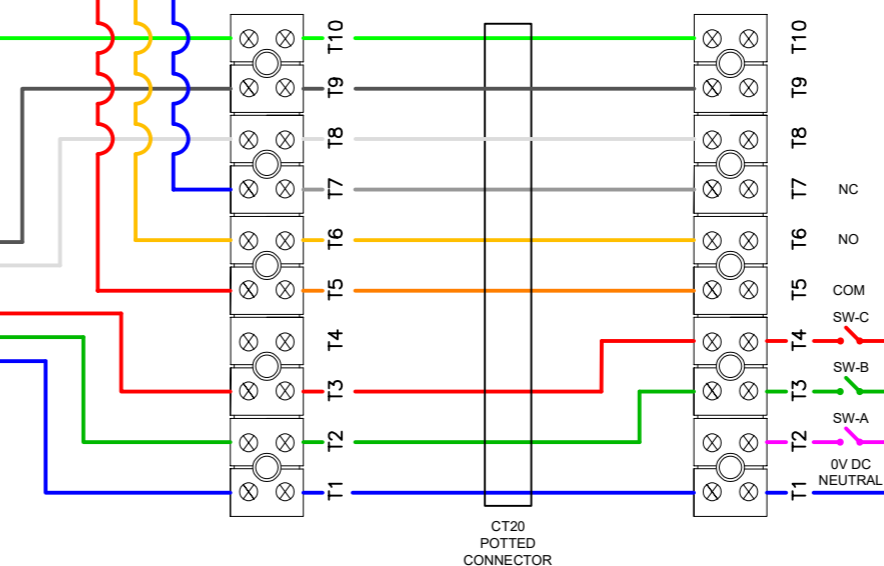 T10 T10
T9 T9
T8 T8
T7 T7 NC
T6 T6 NO
T5 T5 COM
SW-C
T4 T4
SW-B
T3 T3
SW-A
T2 T2
0V DC
NEUTRAL
T1 T1
CT20
POTTED
CONNECTOR